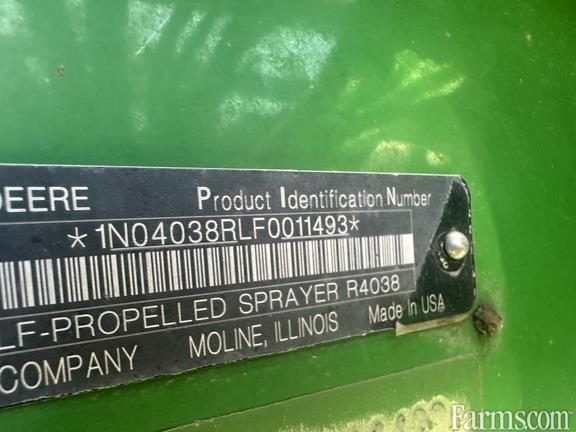 DEERE
Product Identification Number
*1N04038RLF0011493*
LF-PROPELLED SPRAYER R4038
COMPANY MOLINE, ILLINOIS Made in USA
Farms.com